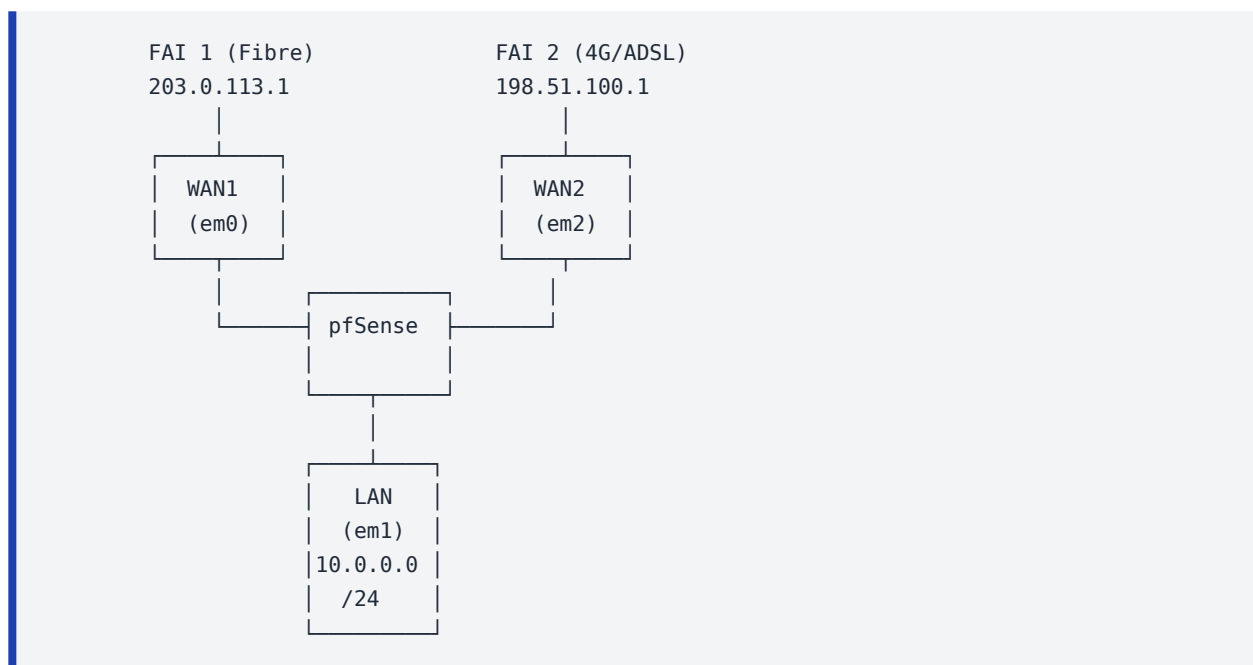 FAI 1 (Fibre) FAI 2 (4G/ADSL)
203.0.113.1 198.51.100.1
WAN1 WAN2
(em0) (em2)
pfSense
LAN
(em1)
10.0.0.0
/24